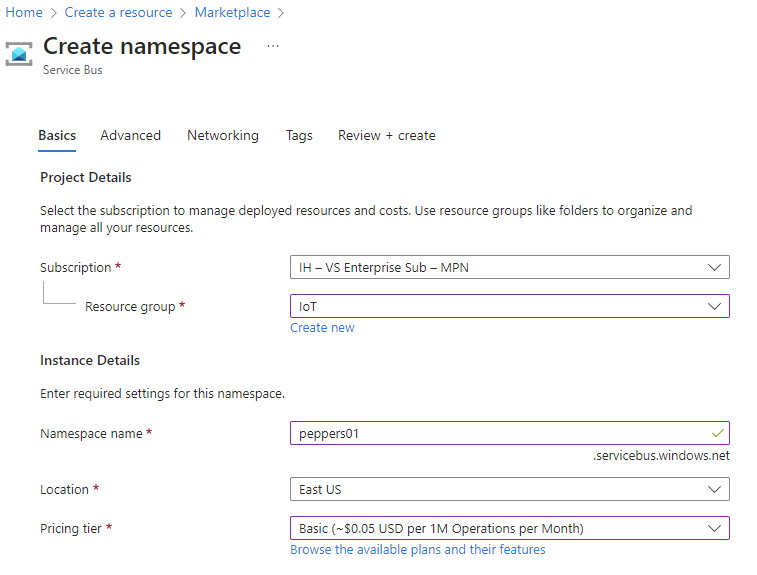 Home > Create a resource > Marketplace >
Create namespace ...
Service Bus
Basics Advanced Networking Tags Review + create
Project Details
Select the subscription to manage deployed resources and costs. Use resource groups like folders to organize and
manage all your resources.
Subscription * IH – VS Enterprise Sub – MPN
Resource group * IoT
Create new
Instance Details
Enter required settings for this namespace.
Namespace name * peppers01
.servicebus.windows.net
Location * East US
Pricing tier * Basic (~$0.05 USD per 1M Operations per Month)
Browse the available plans and their features